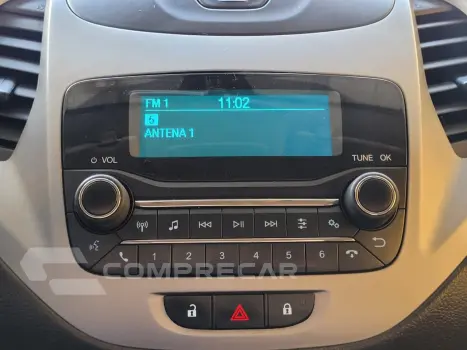 FM 1 11:02
5
ANTENA 1
VOL TUNE OK
1 2 3 4 5 6
COMPRECAR